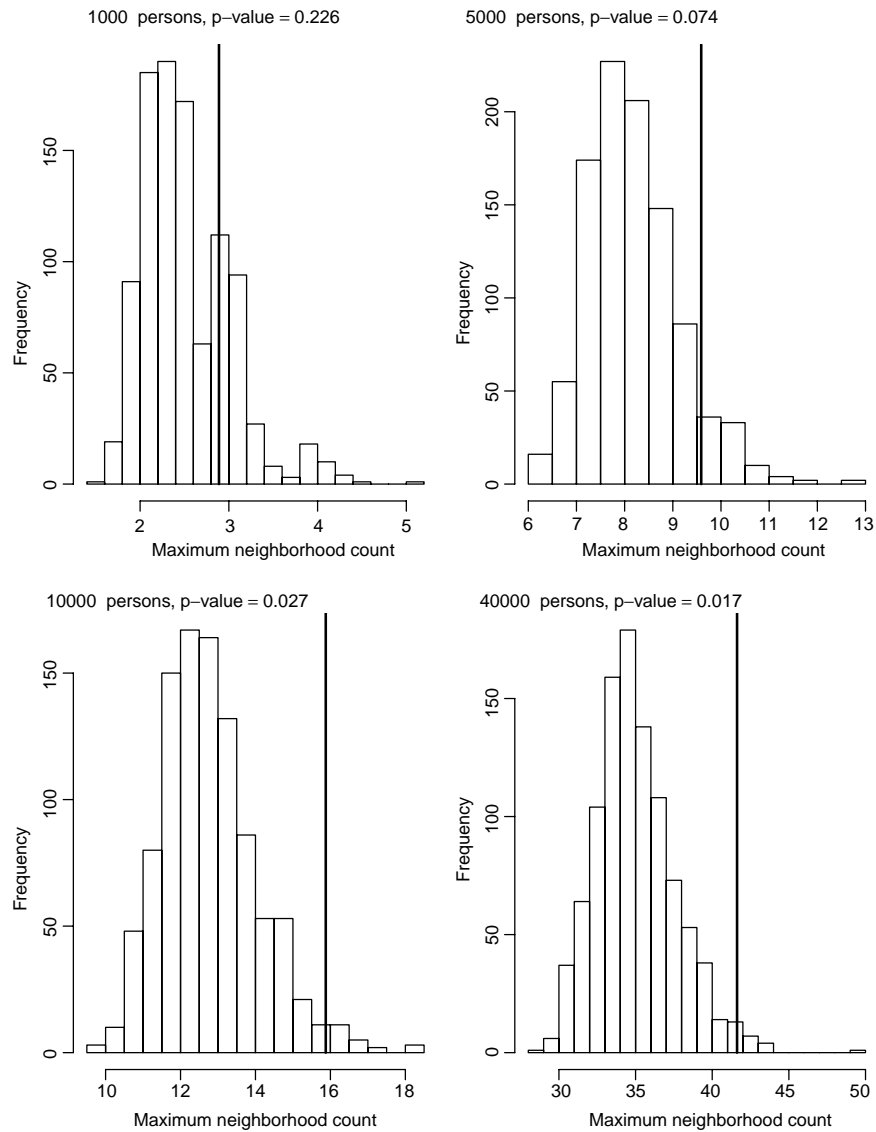 1000 persons, p−value = 0.226
Frequency
0 50 100 150
2 3 4 5
Maximum neighborhood count
5000 persons, p−value = 0.074
Frequency
0 50 100 150 200
6 7 8 9 10 11 12 13
Maximum neighborhood count
10000 persons, p−value = 0.027
Frequency
0 50 100 150
10 12 14 16 18
Maximum neighborhood count
40000 persons, p−value = 0.017
Frequency
0 50 100 150
30 35 40 45 50
Maximum neighborhood count